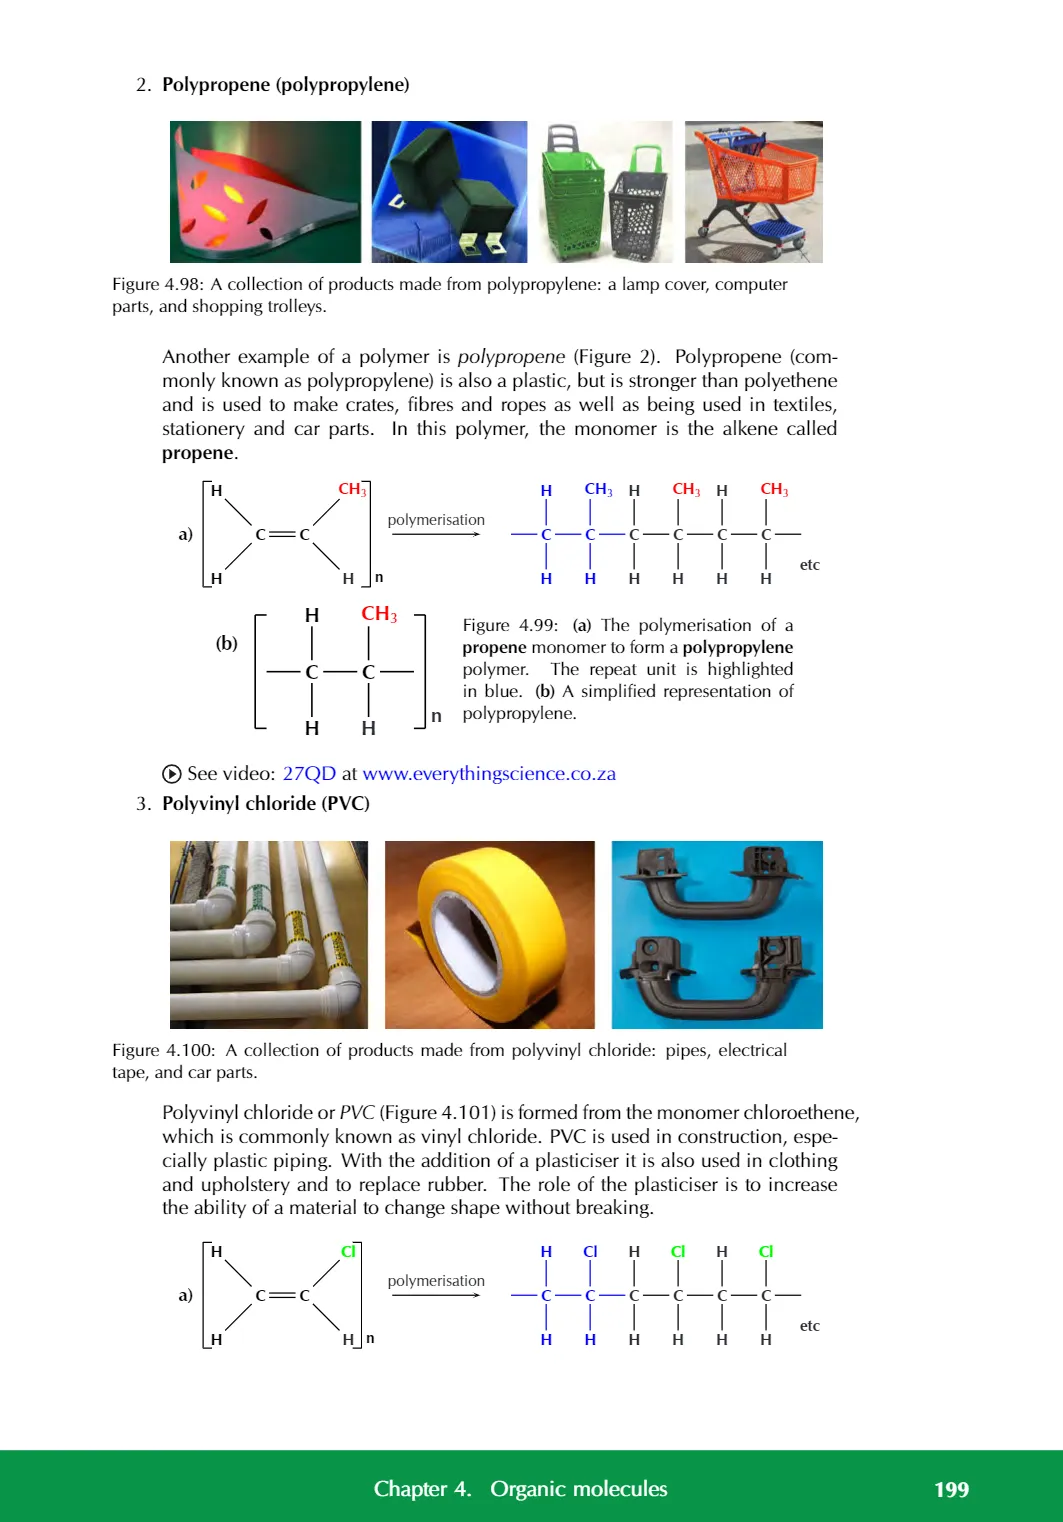 2. Polypropene (polypropylene)
Figure 4.98: A collection of products made from polypropylene: a lamp cover, computer
parts, and shopping trolleys.
Another example of a polymer is polypropene (Figure 2). Polypropene (com-
monly known as polypropylene) is also a plastic, but is stronger than polyethene
and is used to make crates, fibres and ropes as well as being used in textiles,
stationery and car parts. In this polymer, the monomer is the alkene called
propene.
H CH3 H CH3 H CH3 H CH3
polymerisation
a) C C C C C C C C
etc
H H n H H H H H H
H CH3
(b)
C C
H H n
Figure 4.99: (a) The polymerisation of a
propene monomer to form a polypropylene
polymer. The repeat unit is highlighted
in blue. (b) A simplified representation of
polypropylene.
See video: 27QD at www.everythingscience.co.za
3. Polyvinyl chloride (PVC)
Figure 4.100: A collection of products made from polyvinyl chloride: pipes, electrical
tape, and car parts.
Polyvinyl chloride or PVC (Figure 4.101) is formed from the monomer chloroethene,
which is commonly known as vinyl chloride. PVC is used in construction, espe-
cially plastic piping. With the addition of a plasticiser it is also used in clothing
and upholstery and to replace rubber. The role of the plasticiser is to increase
the ability of a material to change shape without breaking.
H Cl H Cl H Cl H Cl
polymerisation
a) C C C C C C C C
etc
H H n H H H H H H
Chapter 4. Organic molecules 199